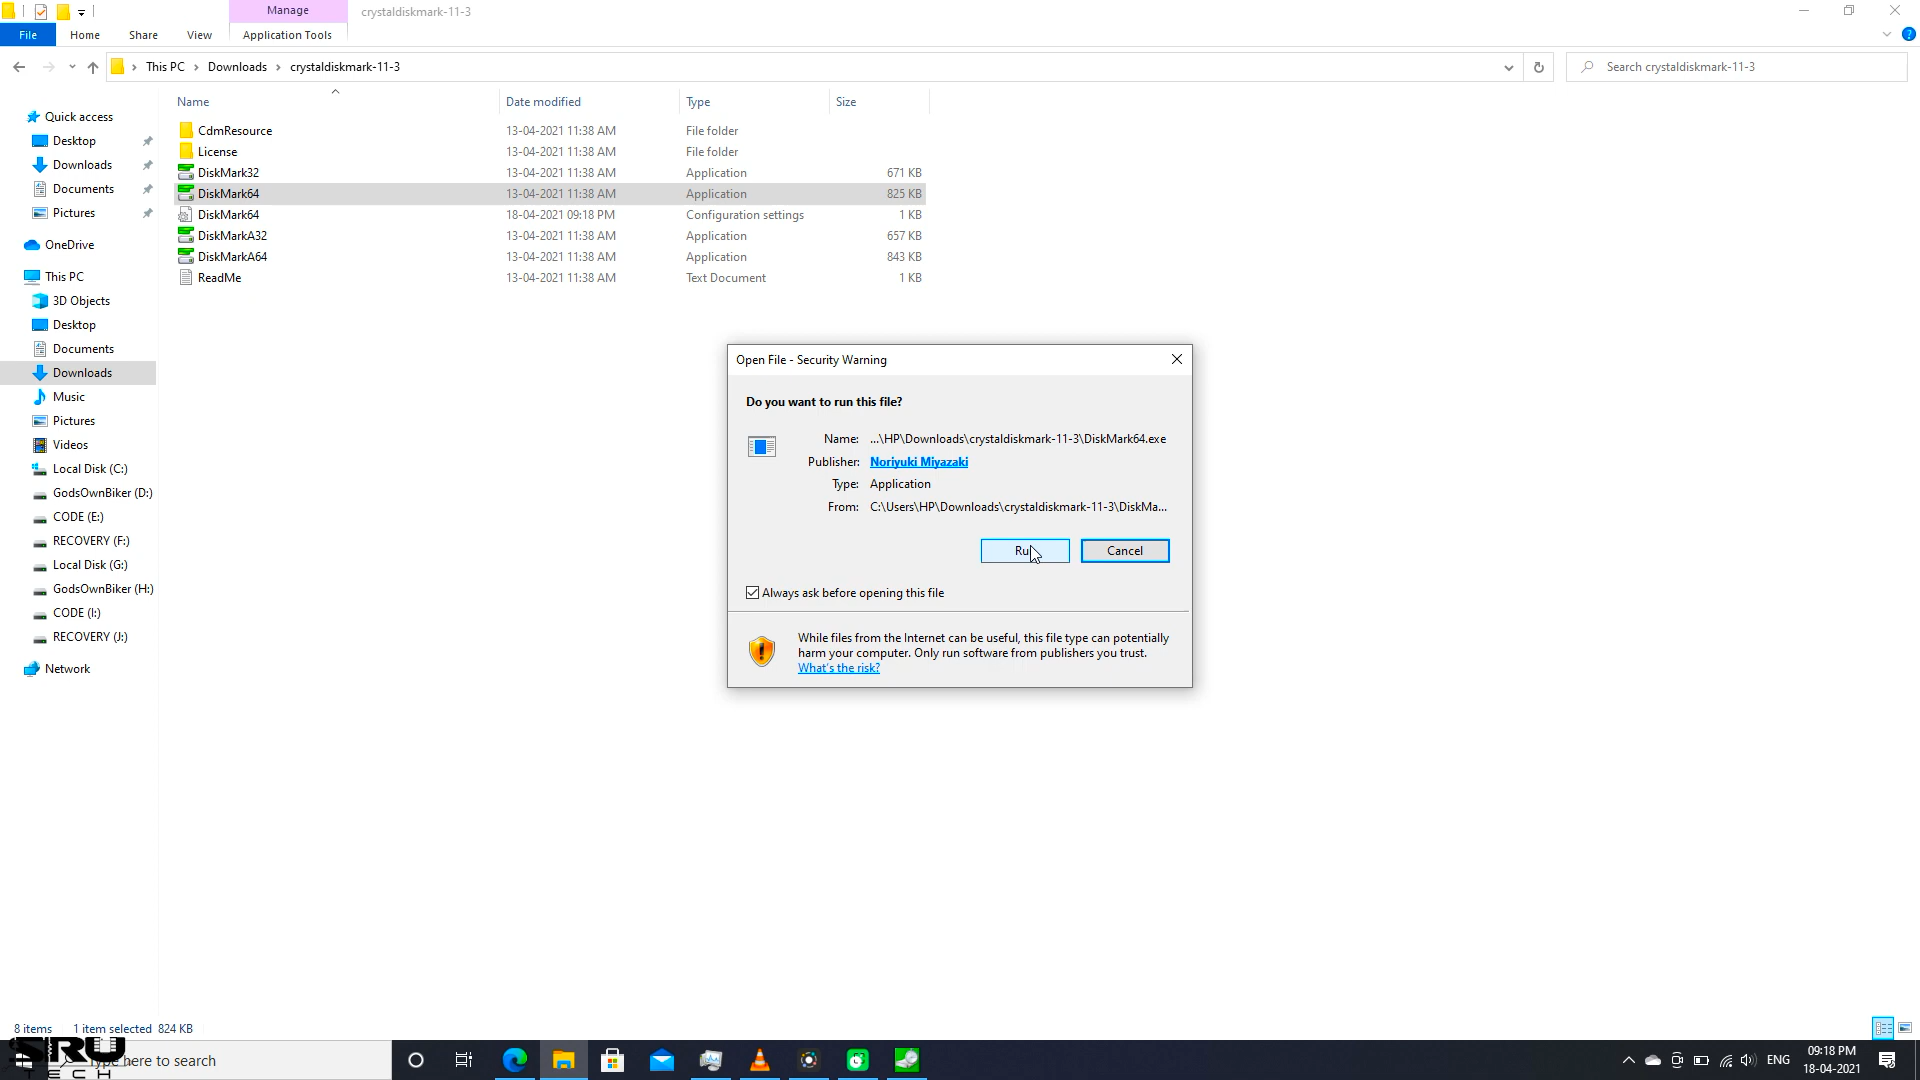 Manage
crystaldiskmark-11-3
File
Home
Share
View
Application Tools
This PC
Downloads
crystaldiskmark-11-3
Search crystaldiskmark-11-3
Name
Date modified
Type
Size
Quick access
Desktop
Downloads
Documents
Pictures
OneDrive
This PC
3D Objects
Desktop
Documents
Downloads
Music
Pictures
Videos
Local Disk (C:)
GodsOwnBiker (D:)
CODE (E:)
RECOVERY (F:)
Local Disk (G:)
GodsOwnBiker (H:)
CODE (I:)
RECOVERY (J:)
Network
CdmResource 13-04-2021 11:38 AM File folder
License 13-04-2021 11:38 AM File folder
DiskMark32 13-04-2021 11:38 AM Application 671 KB
DiskMark64 13-04-2021 11:38 AM Application 825 KB
DiskMark64 18-04-2021 09:18 PM Configuration settings 1 KB
DiskMarkA32 13-04-2021 11:38 AM Application 657 KB
DiskMarkA64 13-04-2021 11:38 AM Application 843 KB
ReadMe 13-04-2021 11:38 AM Text Document 1 KB
Open File - Security Warning
Do you want to run this file?
Name: ...\HP\Downloads\crystaldiskmark-11-3\DiskMark64.exe
Publisher: Noriyuki Miyazaki
Type: Application
From: C:\Users\HP\Downloads\crystaldiskmark-11-3\DiskMa...
Ru
Cancel
Always ask before opening this file
While files from the Internet can be useful, this file type can potentially
harm your computer. Only run software from publishers you trust.
What's the risk?
8 items 1 item selected 824 KB
SRU
TECH
here to search
ENG
09:18 PM
18-04-2021